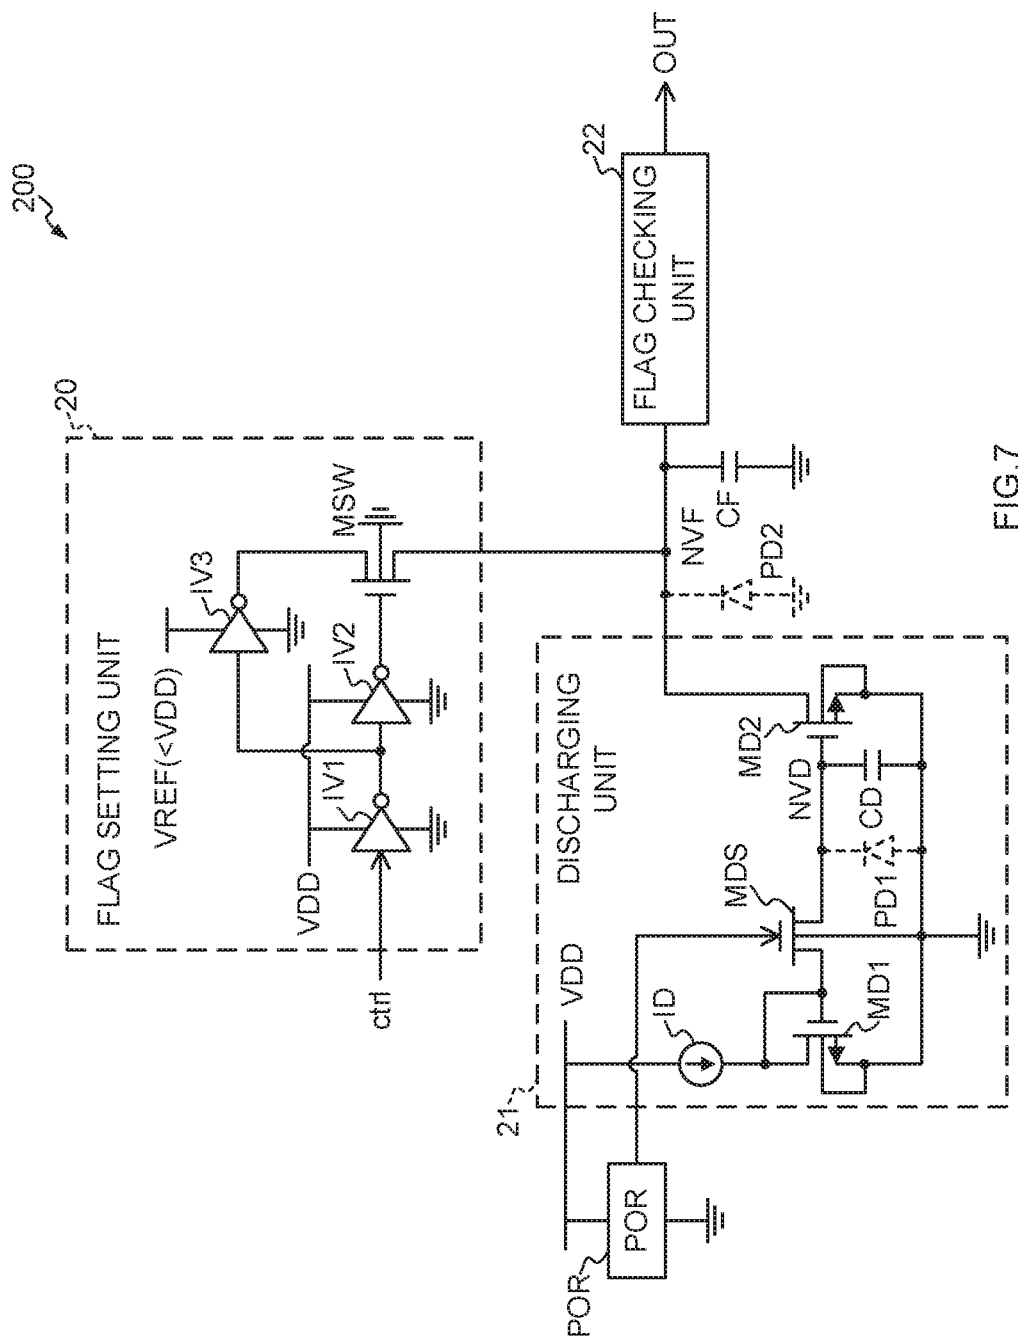 200
20
FLAG SETTING UNIT
VREF(<VDD)
IV3
VDD
IV1
IV2
MSW
ctrl
21
DISCHARGING
UNIT
VDD
POR
POR
ID
MDS
MD1
NVD
MD2
PD1
CD
NVF
PD2
CF
22
FLAG CHECKING
UNIT
OUT
FIG.7